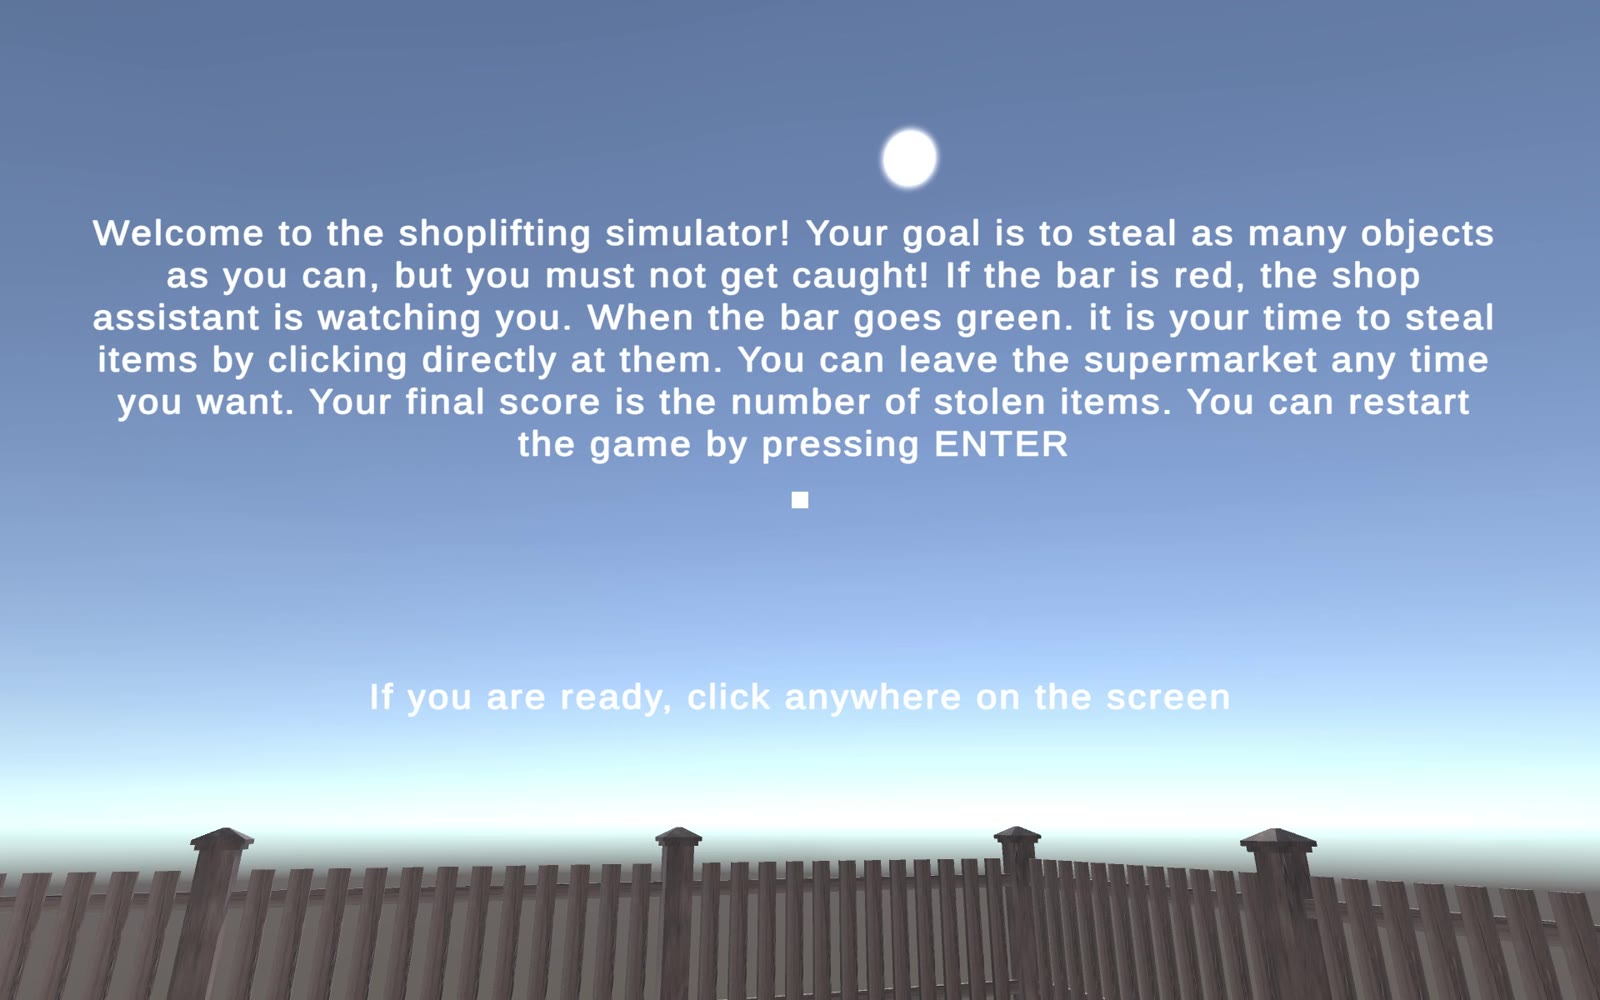 Welcome to the shoplifting simulator! Your goal is to steal as many objects
as you can, but you must not get caught! If the bar is red, the shop
assistant is watching you. When the bar goes green. it is your time to steal
items by clicking directly at them. You can leave the supermarket any time
you want. Your final score is the number of stolen items. You can restart
the game by pressing ENTER
If you are ready, click anywhere on the screen